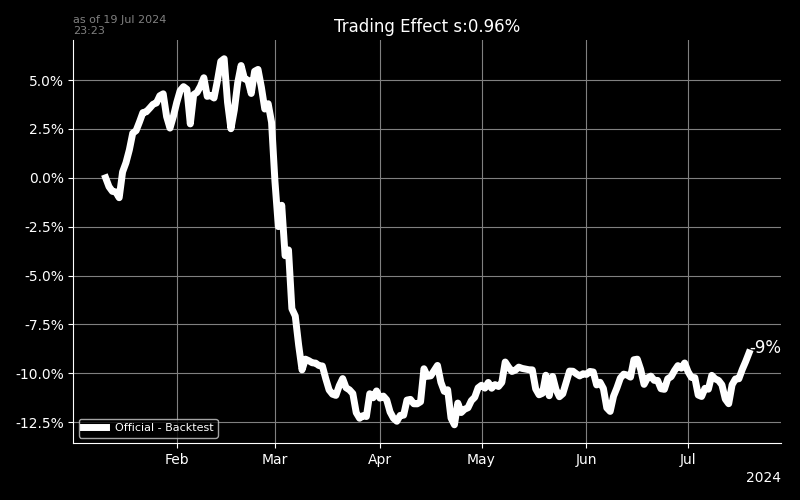 as of 19 Jul 2024
23:23
Trading Effect s:0.96%
5.0%
2.5%
0.0%
-2.5%
-5.0%
-7.5%
-10.0%
-12.5%
-9%
Official - Backtest
Feb Mar Apr May Jun Jul
2024